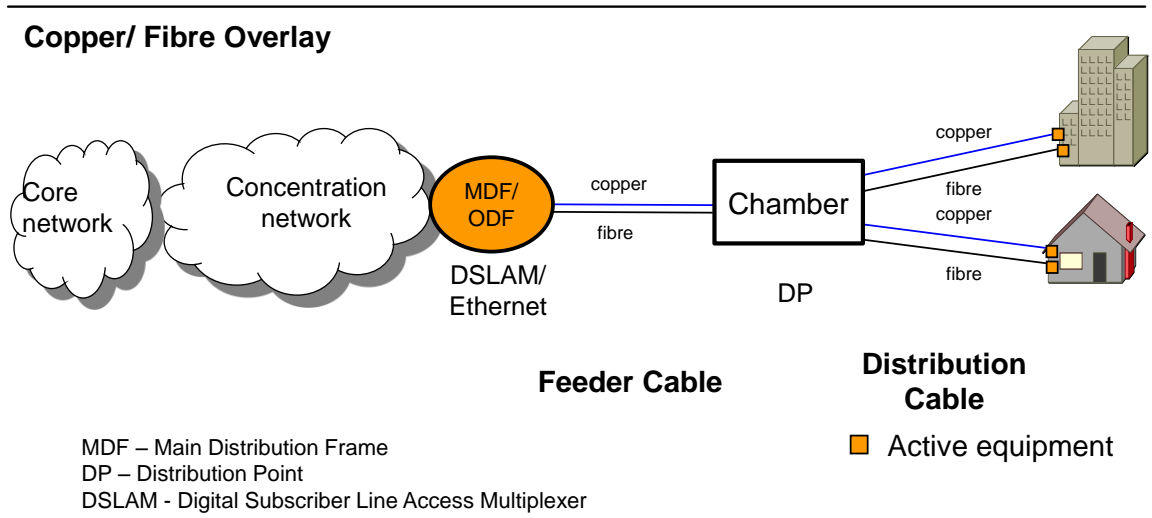 Copper/ Fibre Overlay
Core
network
Concentration
network
MDF/
ODF
DSLAM/
Ethernet
copper
fibre
Chamber
DP
copper
fibre
copper
fibre
Feeder Cable
Distribution
Cable
Active equipment
MDF – Main Distribution Frame
DP – Distribution Point
DSLAM - Digital Subscriber Line Access Multiplexer